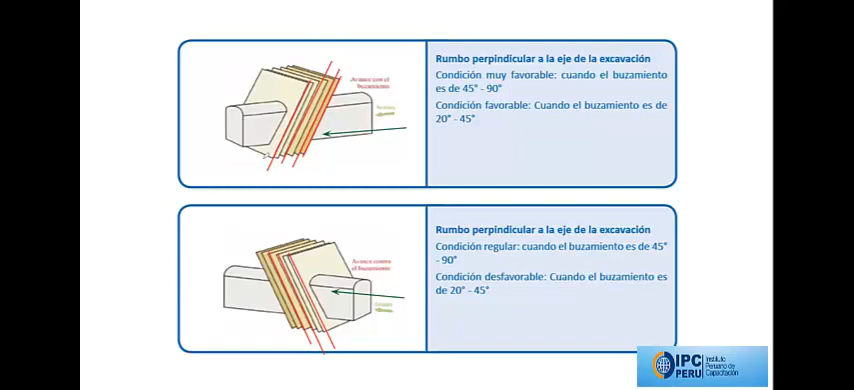 Avance con el
buzamiento
Rumbo perpindicular a la eje de la excavación
Condición muy favorable: cuando el buzamiento
es de 45° - 90°
Condición favorable: Cuando el buzamiento es de
20° - 45°
Avance contra
el buzamiento
Rumbo perpindicular a la eje de la excavación
Condición regular: cuando el buzamiento es de 45°
- 90°
Condición desfavorable: Cuando el buzamiento es
de 20° - 45°
IPC
PERU
Instituto
Peruano de
Capacitación